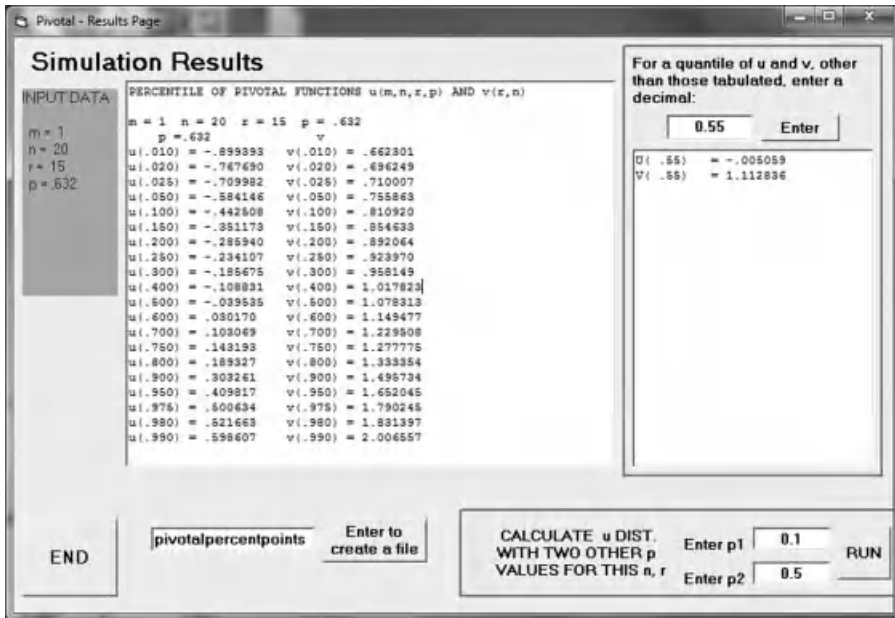 Pivotal - Results Page
Simulation Results
INPUT DATA
m = 1
n = 20
r = 15
p = .632
PERCENTILE OF PIVOTAL FUNCTIONS u(m,n,r,p) AND v(r,n)
m = 1 n = 20 r = 15 p = .632
p =.632 v
u(.010) = -.899393 v(.010) = .662301
u(.020) = -.767690 v(.020) = .696249
u(.025) = -.709982 v(.025) = .710007
u(.050) = -.584146 v(.050) = .755863
u(.100) = -.442508 v(.100) = .810920
u(.150) = -.351173 v(.150) = .854633
u(.200) = -.285940 v(.200) = .892064
u(.250) = -.234107 v(.250) = .923970
u(.300) = -.185675 v(.300) = .958149
u(.400) = -.108831 v(.400) = 1.017823
u(.500) = -.039535 v(.500) = 1.078313
u(.600) = .030170 v(.600) = 1.149477
u(.700) = .103069 v(.700) = 1.229508
u(.750) = .143193 v(.750) = 1.277775
u(.800) = .189327 v(.800) = 1.333354
u(.900) = .303261 v(.900) = 1.495734
u(.950) = .409817 v(.950) = 1.652045
u(.975) = .500634 v(.975) = 1.790245
u(.980) = .521663 v(.980) = 1.831397
u(.990) = .598607 v(.990) = 2.006557
For a quantile of u and v, other
than those tabulated, enter a
decimal:
0.55 Enter
U( .55) = -.005059
V( .55) = 1.112836
END
pivotalpercentpoints
Enter to
create a file
CALCULATE u DIST.
WITH TWO OTHER p
VALUES FOR THIS n, r
Enter p1 0.1
Enter p2 0.5
RUN